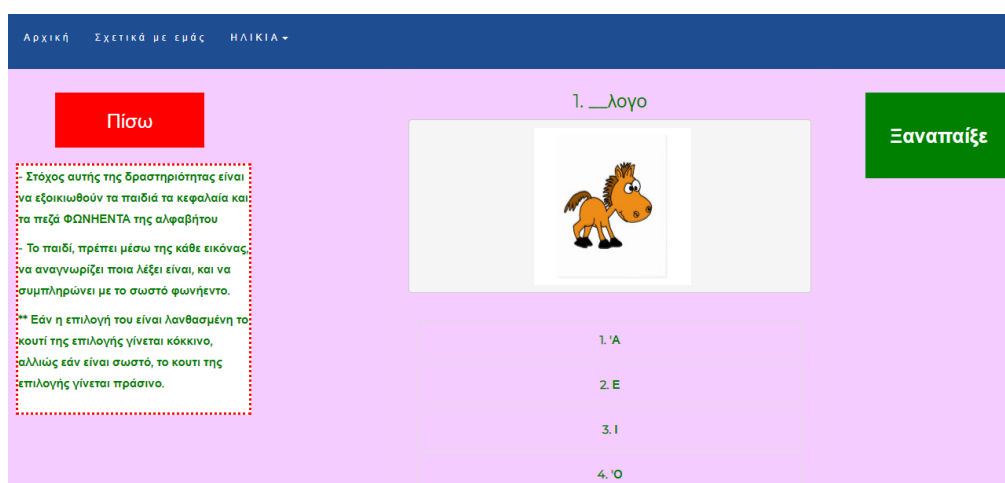 Αρχική Σχετικά με εμάς ΗΛΙΚΙΑ
Πίσω
- Στόχος αυτής της δραστηριότητας είναι
να εξοικιωθούν τα παιδιά τα κεφαλαία και
τα πεζά ΦΩΝΗΕΝΤΑ της αλφαβήτου
- Το παιδί, πρέπει μέσω της κάθε εικόνας,
να αναγνωρίζει ποια λέξει είναι, και να
συμπληρώνει με το σωστό φωνήεντο.
** Εάν η επιλογή του είναι λανθασμένη το
κουτί της επιλογής γίνεται κόκκινο,
αλλιώς εάν είναι σωστό, το κουτι της
επιλογής γίνεται πράσινο.
1. __λογο
1. 'Α
2. Ε
3. Ι
4. 'Ο
Ξαναπαίξε